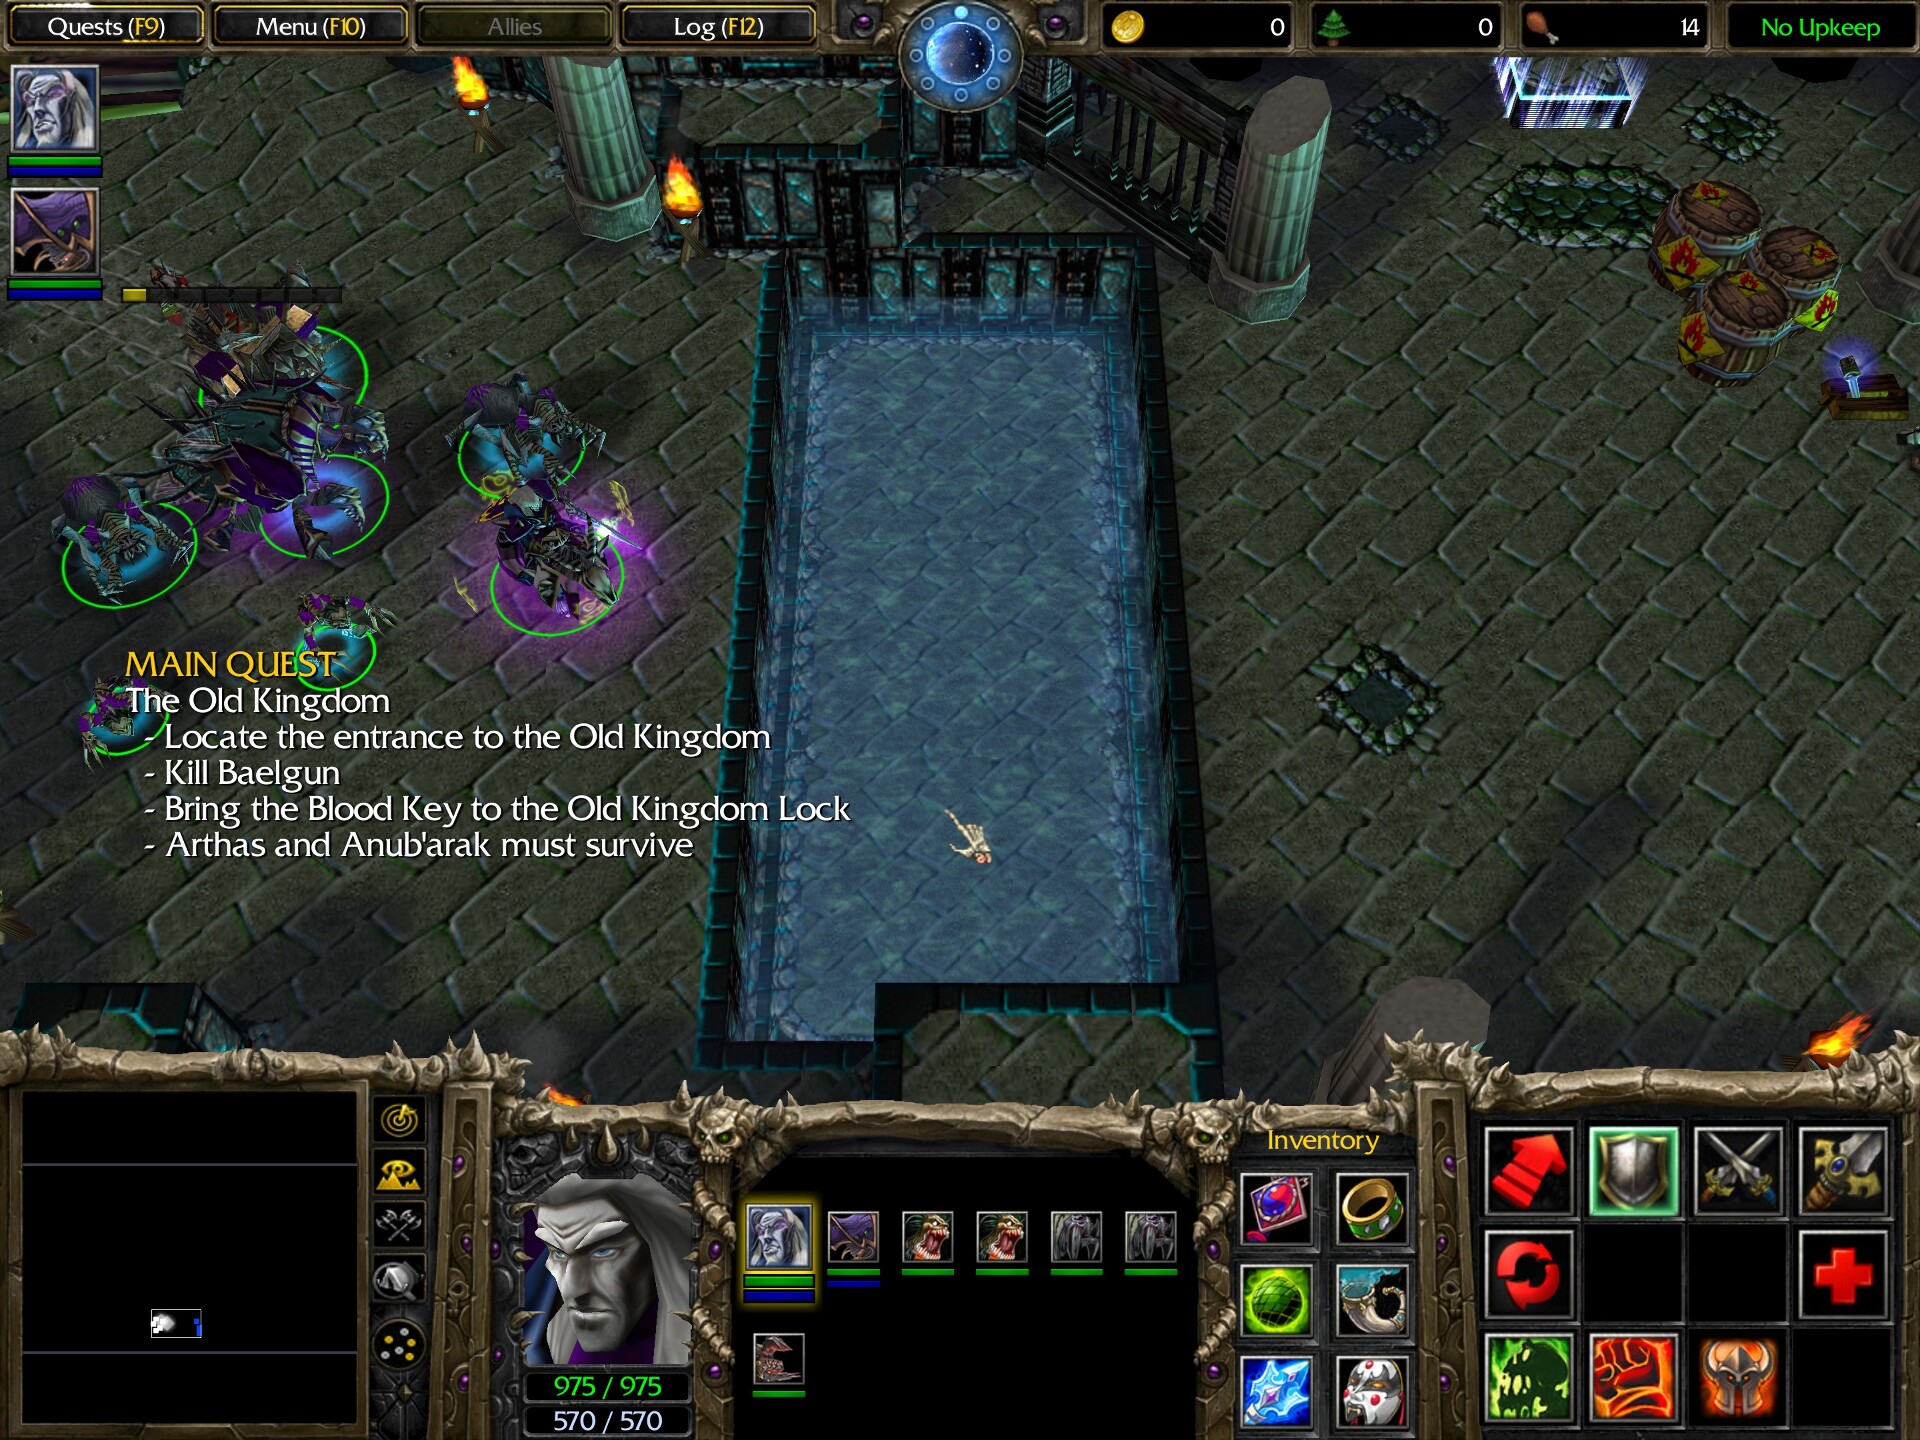 Quests (F9)
Menu (F10)
Allies
Log (F12)
0
0
14
No Upkeep
MAIN QUEST
The Old Kingdom
- Locate the entrance to the Old Kingdom
- Kill Baelgun
- Bring the Blood Key to the Old Kingdom Lock
- Arthas and Anub'arak must survive
Inventory
975 / 975
570 / 570